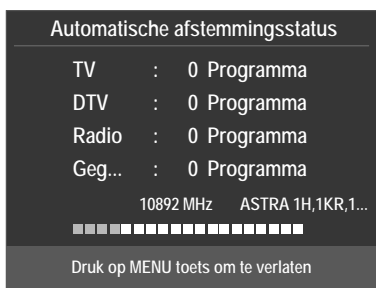 Automatische afstemmingsstatus
TV : 0 Programma
DTV : 0 Programma
Radio : 0 Programma
Geg... : 0 Programma
10892 MHz ASTRA 1H,1KR,1...
Druk op MENU toets om te verlaten